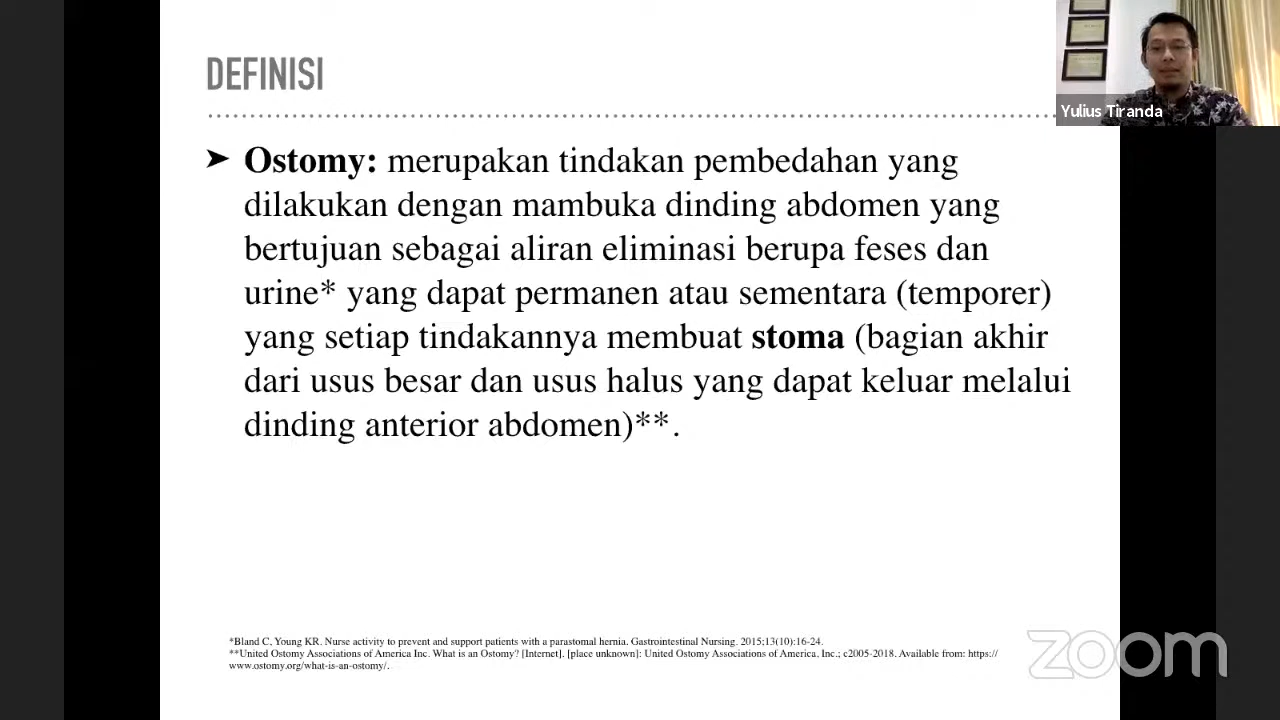 DEFINISI
Yulius Tiranda
➤ Ostomy: merupakan tindakan pembedahan yang
dilakukan dengan mambuka dinding abdomen yang
bertujuan sebagai aliran eliminasi berupa feses dan
urine* yang dapat permanen atau sementara (temporer)
yang setiap tindakannya membuat stoma (bagian akhir
dari usus besar dan usus halus yang dapat keluar melalui
dinding anterior abdomen)**.
*Bland C, Young KR. Nurse activity to prevent and support patients with a parastomal hernia. Gastrointestinal Nursing. 2015;13(10):16-24.
**United Ostomy Associations of America Inc. What is an Ostomy? [Internet]. [place unknown]: United Ostomy Associations of America, Inc.; c2005-2018. Available from: https://
www.ostomy.org/what-is-an-ostomy/.
zoom